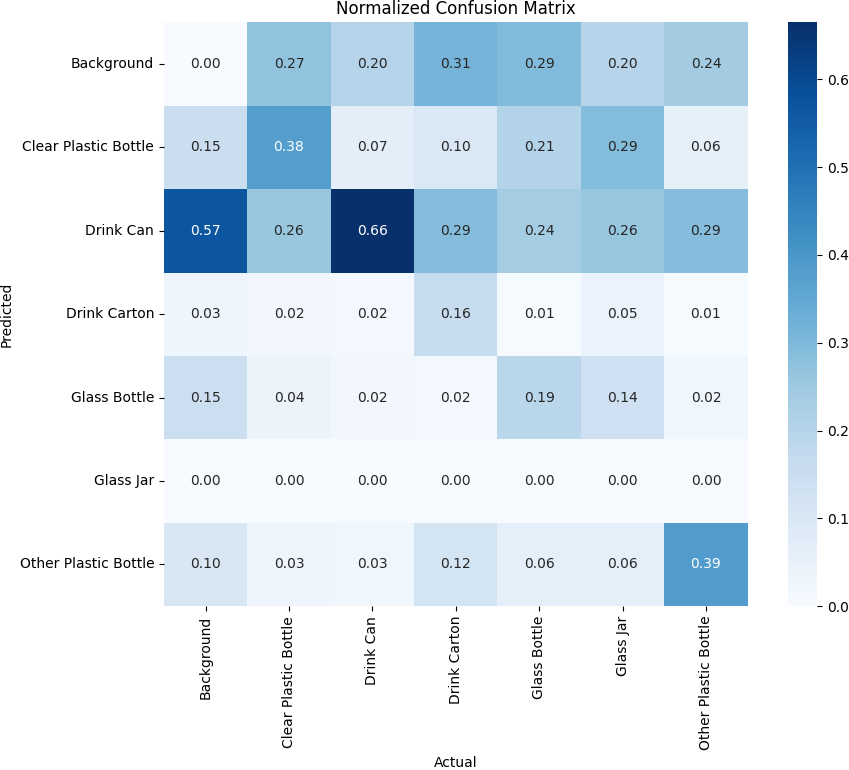 Normalized Confusion Matrix
Background 0.00 0.27 0.20 0.31 0.29 0.20 0.24
Clear Plastic Bottle 0.15 0.38 0.07 0.10 0.21 0.29 0.06
Drink Can 0.57 0.26 0.66 0.29 0.24 0.26 0.29
Drink Carton 0.03 0.02 0.02 0.16 0.01 0.05 0.01
Glass Bottle 0.15 0.04 0.02 0.02 0.19 0.14 0.02
Glass Jar 0.00 0.00 0.00 0.00 0.00 0.00 0.00
Other Plastic Bottle 0.10 0.03 0.03 0.12 0.06 0.06 0.39
Predicted
Background
Clear Plastic Bottle
Drink Can
Drink Carton
Glass Bottle
Glass Jar
Other Plastic Bottle
Actual
0.6
0.5
0.4
0.3
0.2
0.1
0.0